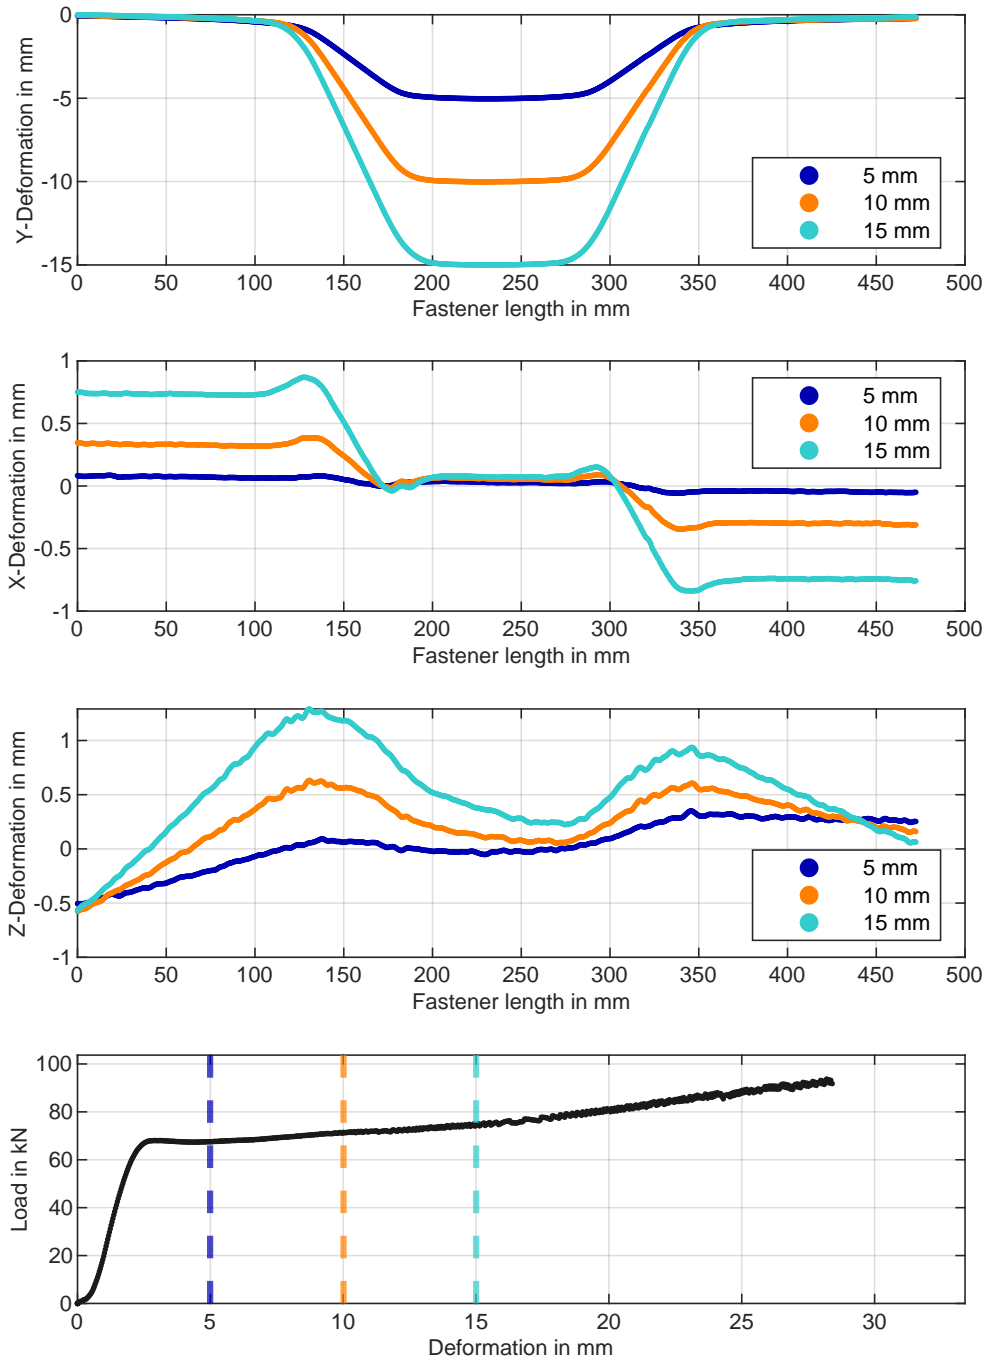 0
-5
-10
-15
Y-Deformation in mm
5 mm
10 mm
15 mm
0 50 100 150 200 250 300 350 400 450 500
Fastener length in mm
1
0.5
0
-0.5
-1
X-Deformation in mm
5 mm
10 mm
15 mm
0 50 100 150 200 250 300 350 400 450 500
Fastener length in mm
1
0.5
0
-0.5
-1
Z-Deformation in mm
5 mm
10 mm
15 mm
0 50 100 150 200 250 300 350 400 450 500
Fastener length in mm
100
80
60
40
20
0
Load in kN
0 5 10 15 20 25 30
Deformation in mm